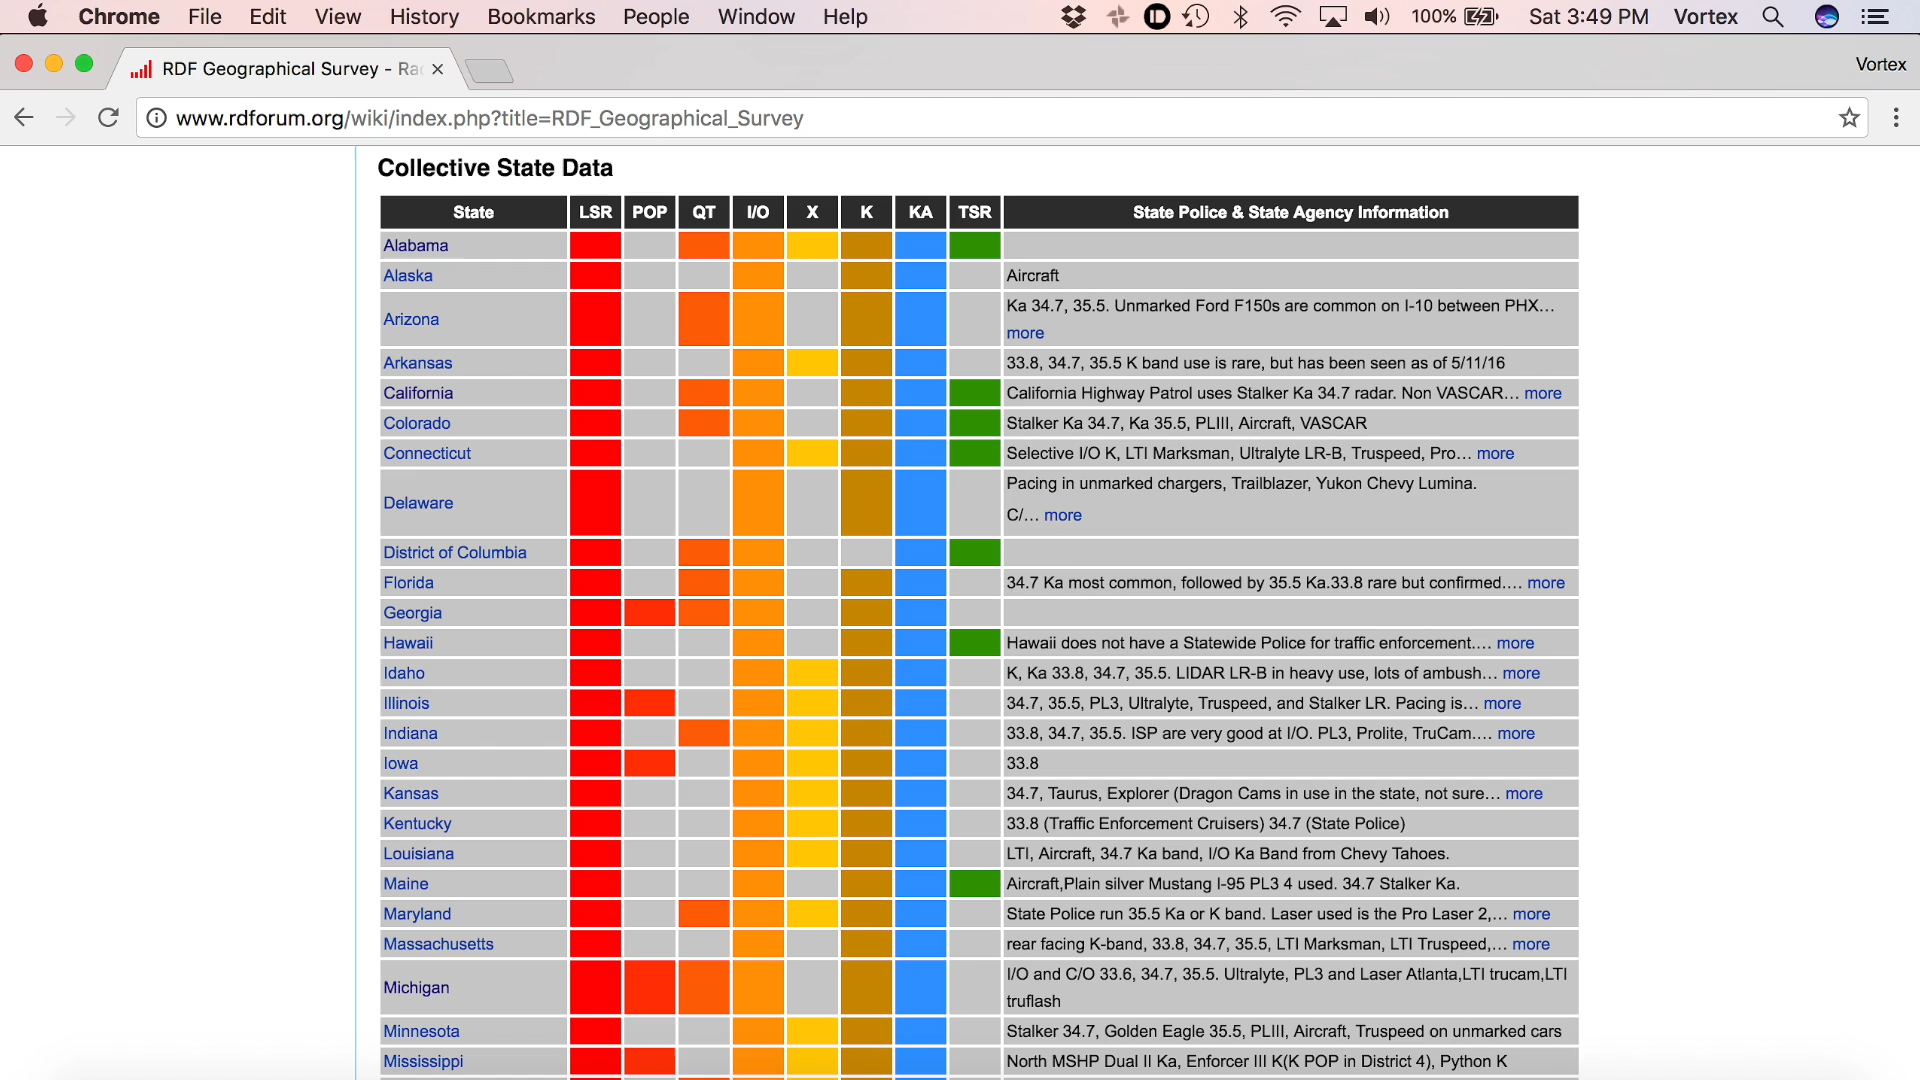 Chrome File Edit View History Bookmarks People Window Help 100% Sat 3:49 PM Vortex
RDF Geographical Survey - Ra Vortex
www.rdforum.org/wiki/index.php?title=RDF_Geographical_Survey
Collective State Data
State LSR POP QT I/O X K KA TSR State Police & State Agency Information
Alabama
Alaska Aircraft
Arizona Ka 34.7, 35.5. Unmarked Ford F150s are common on I-10 between PHX...
more
Arkansas 33.8, 34.7, 35.5 K band use is rare, but has been seen as of 5/11/16
California California Highway Patrol uses Stalker Ka 34.7 radar. Non VASCAR... more
Colorado Stalker Ka 34.7, Ka 35.5, PLIII, Aircraft, VASCAR
Connecticut Selective I/O K, LTI Marksman, Ultralyte LR-B, Truspeed, Pro... more
Delaware Pacing in unmarked chargers, Trailblazer, Yukon Chevy Lumina.
C/... more
District of Columbia
Florida 34.7 Ka most common, followed by 35.5 Ka.33.8 rare but confirmed.... more
Georgia
Hawaii Hawaii does not have a Statewide Police for traffic enforcement.... more
Idaho K, Ka 33.8, 34.7, 35.5. LIDAR LR-B in heavy use, lots of ambush... more
Illinois 34.7, 35.5, PL3, Ultralyte, Truspeed, and Stalker LR. Pacing is... more
Indiana 33.8, 34.7, 35.5. ISP are very good at I/O. PL3, Prolite, TruCam.... more
Iowa 33.8
Kansas 34.7, Taurus, Explorer (Dragon Cams in use in the state, not sure... more
Kentucky 33.8 (Traffic Enforcement Cruisers) 34.7 (State Police)
Louisiana LTI, Aircraft, 34.7 Ka band, I/O Ka Band from Chevy Tahoes.
Maine Aircraft,Plain silver Mustang I-95 PL3 4 used. 34.7 Stalker Ka.
Maryland State Police run 35.5 Ka or K band. Laser used is the Pro Laser 2,... more
Massachusetts rear facing K-band, 33.8, 34.7, 35.5, LTI Marksman, LTI Truspeed,... more
Michigan I/O and C/O 33.6, 34.7, 35.5. Ultralyte, PL3 and Laser Atlanta,LTI trucam,LTI
truflash
Minnesota Stalker 34.7, Golden Eagle 35.5, PLIII, Aircraft, Truspeed on unmarked cars
Mississippi North MSHP Dual II Ka, Enforcer III K(K POP in District 4), Python K